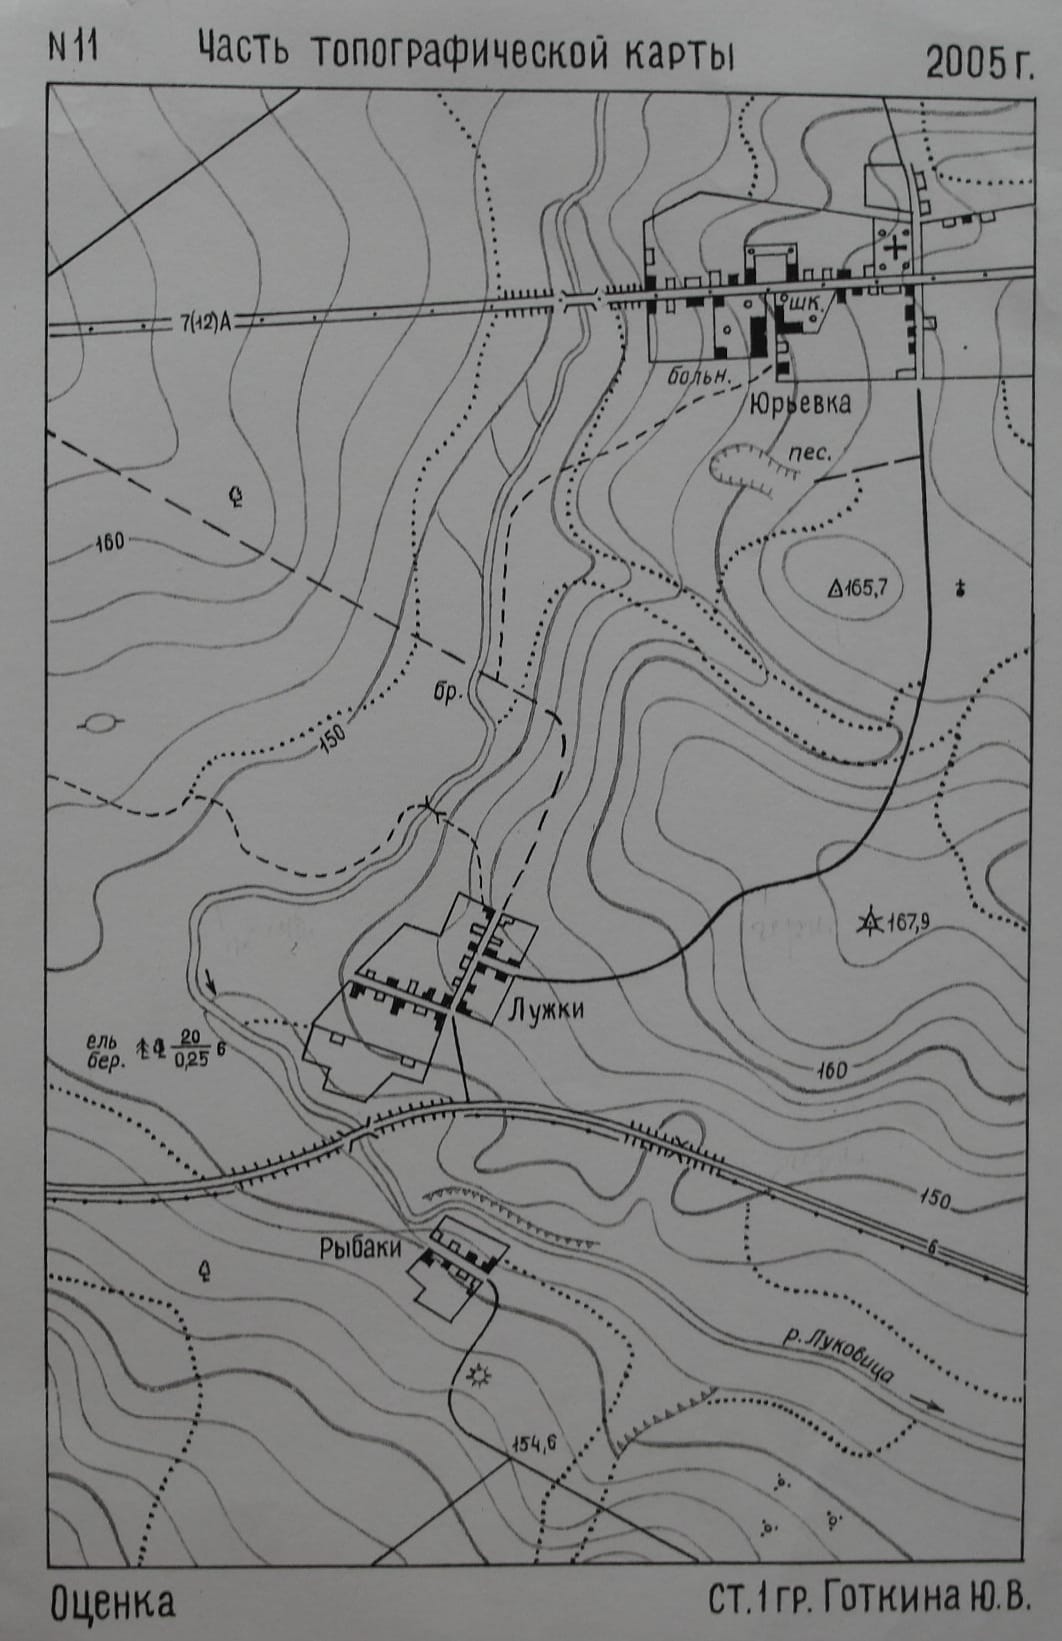 N11 Часть топографической карты 2005 г.
7(12)А
шк.
больн.
Юрьевка
пес.
160
165,7
бр.
150
167,9
Лужки
ель
бер. 20 6
0,25
160
150
6
Рыбаки
р. Луковица
154,6
Оценка ст. 1 гр. Готкина Ю.В.